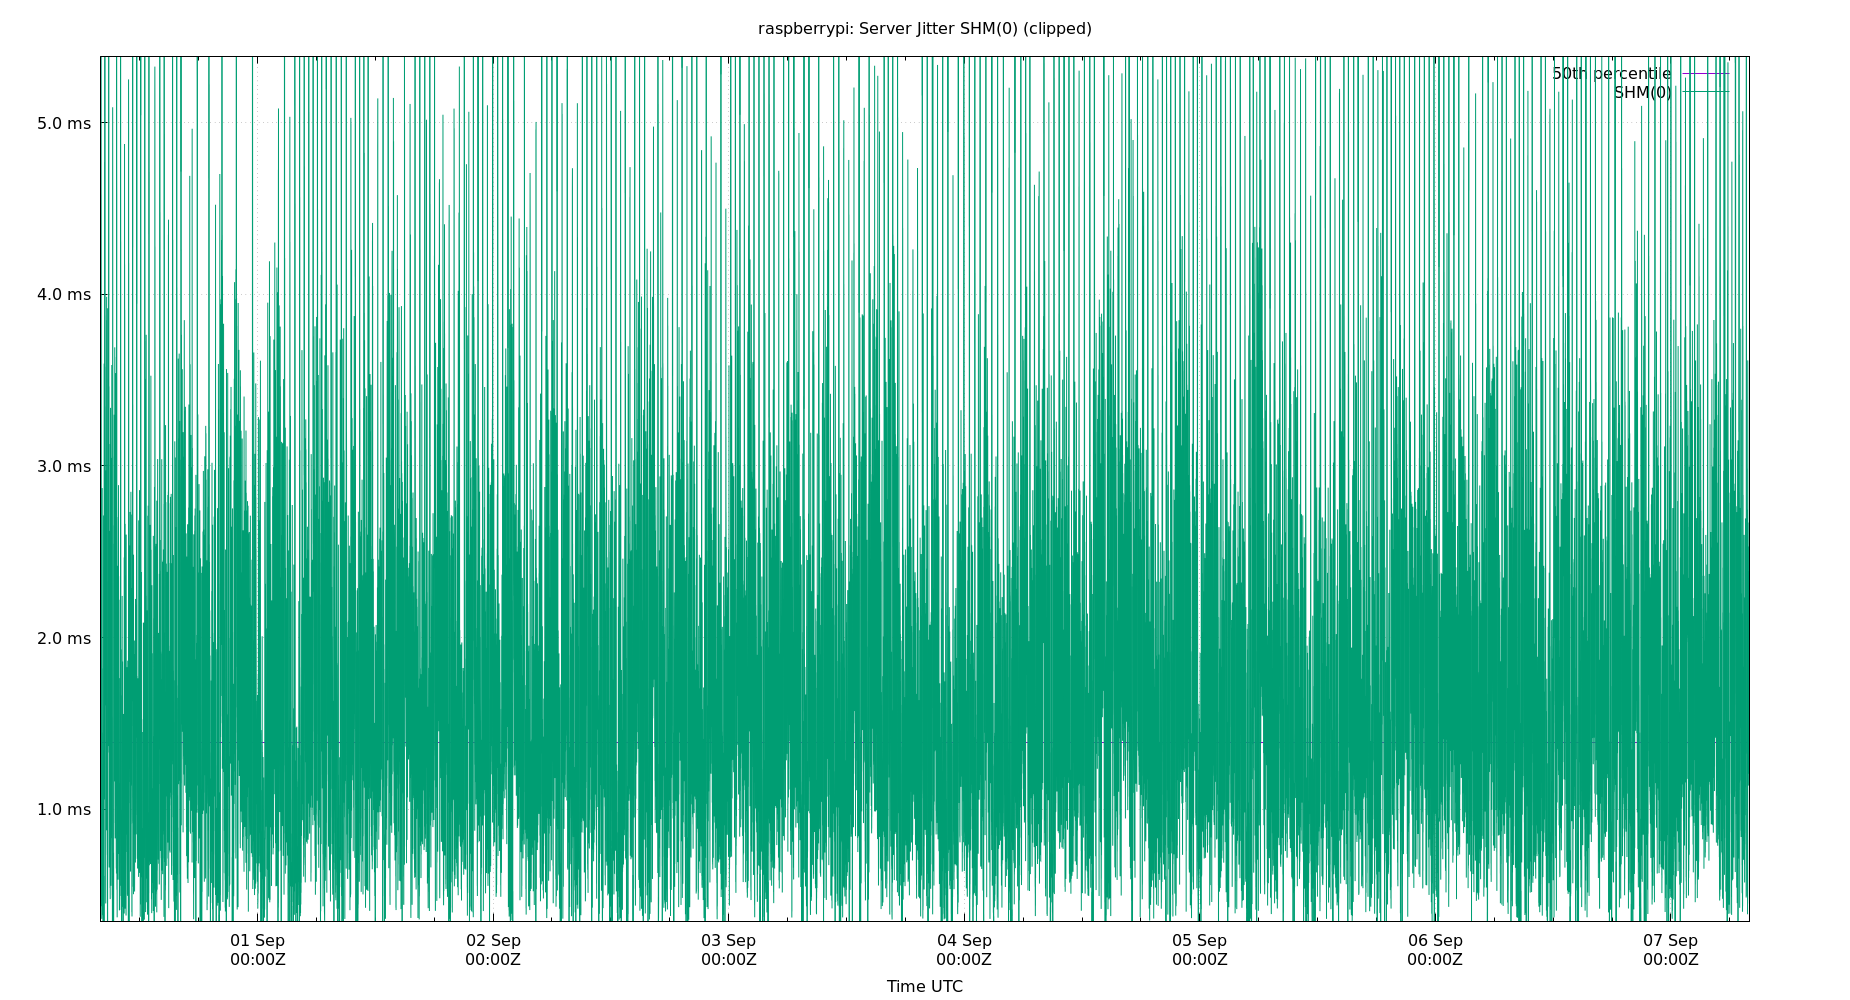 raspberrypi: Server Jitter SHM(0) (clipped)
50th percentile
SHM(0)
5.0 ms
4.0 ms
3.0 ms
2.0 ms
1.0 ms
01 Sep 02 Sep 03 Sep 04 Sep 05 Sep 06 Sep 07 Sep
00:00Z 00:00Z 00:00Z 00:00Z 00:00Z 00:00Z 00:00Z
Time UTC